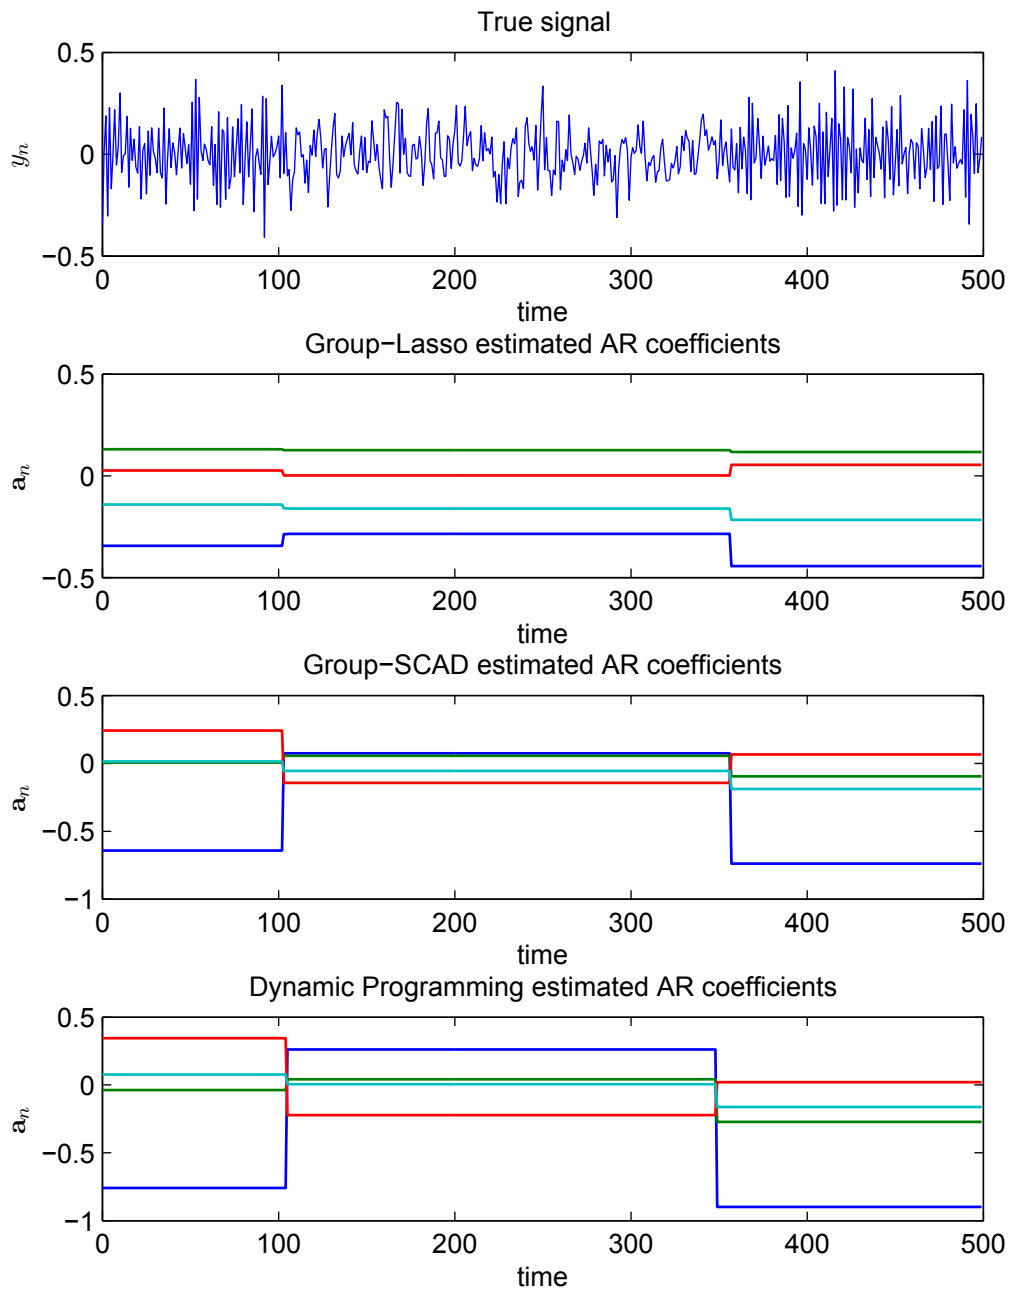 True signal
0.5
0
−0.5
y_n
0 100 200 300 400 500
time
Group−Lasso estimated AR coefficients
0.5
0
−0.5
a_n
0 100 200 300 400 500
time
Group−SCAD estimated AR coefficients
0.5
0
−0.5
−1
a_n
0 100 200 300 400 500
time
Dynamic Programming estimated AR coefficients
0.5
0
−0.5
−1
a_n
0 100 200 300 400 500
time